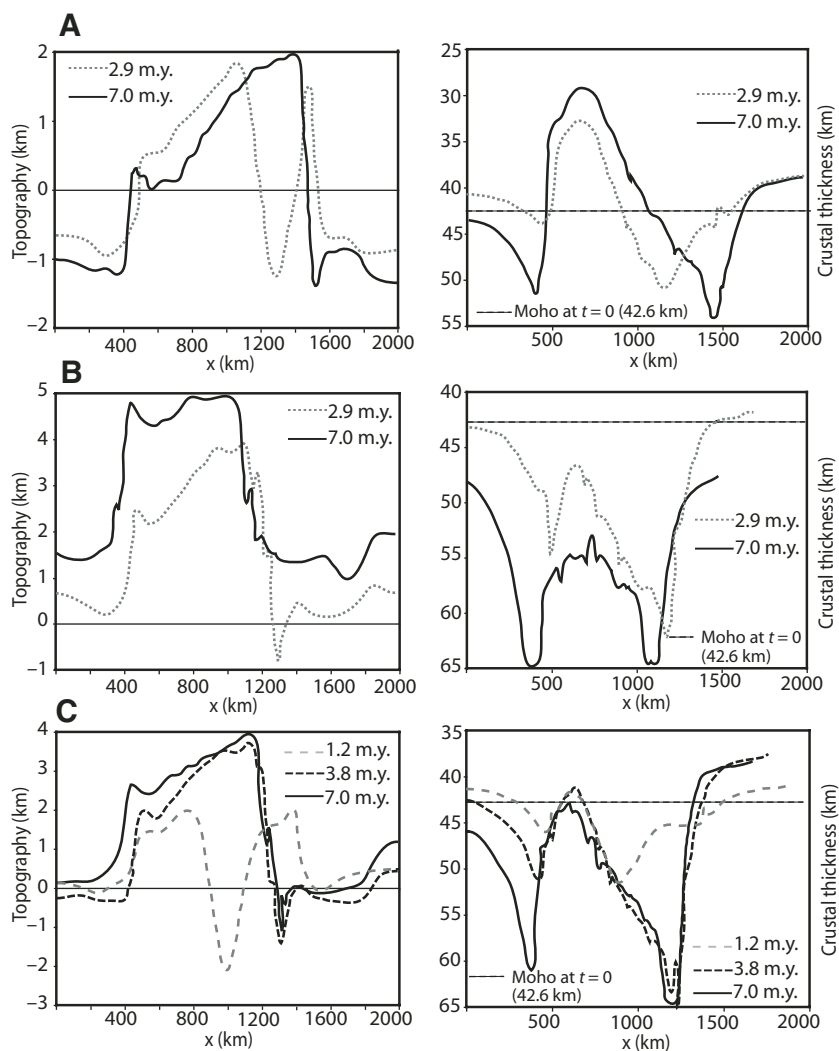 A
2
1
0
−1
−2
Topography (km)
2.9 m.y.
7.0 m.y.
400 800 1200 1600 2000
x (km)
25
30
35
40
45
50
55
Crustal thickness (km)
2.9 m.y.
7.0 m.y.
Moho at t = 0 (42.6 km)
500 1000 1500 2000
x (km)
B
5
4
3
2
1
0
−1
Topography (km)
2.9 m.y.
7.0 m.y.
400 800 1200 1600 2000
x (km)
40
45
50
55
60
65
Crustal thickness (km)
2.9 m.y.
7.0 m.y.
Moho at t = 0
(42.6 km)
500 1000 1500 2000
x (km)
C
4
3
2
1
0
−1
−2
−3
Topography (km)
1.2 m.y.
3.8 m.y.
7.0 m.y.
400 800 1200 1600 2000
x (km)
35
40
45
50
55
60
65
Crustal thickness (km)
1.2 m.y.
3.8 m.y.
7.0 m.y.
Moho at t = 0
(42.6 km)
500 1000 1500 2000
x (km)